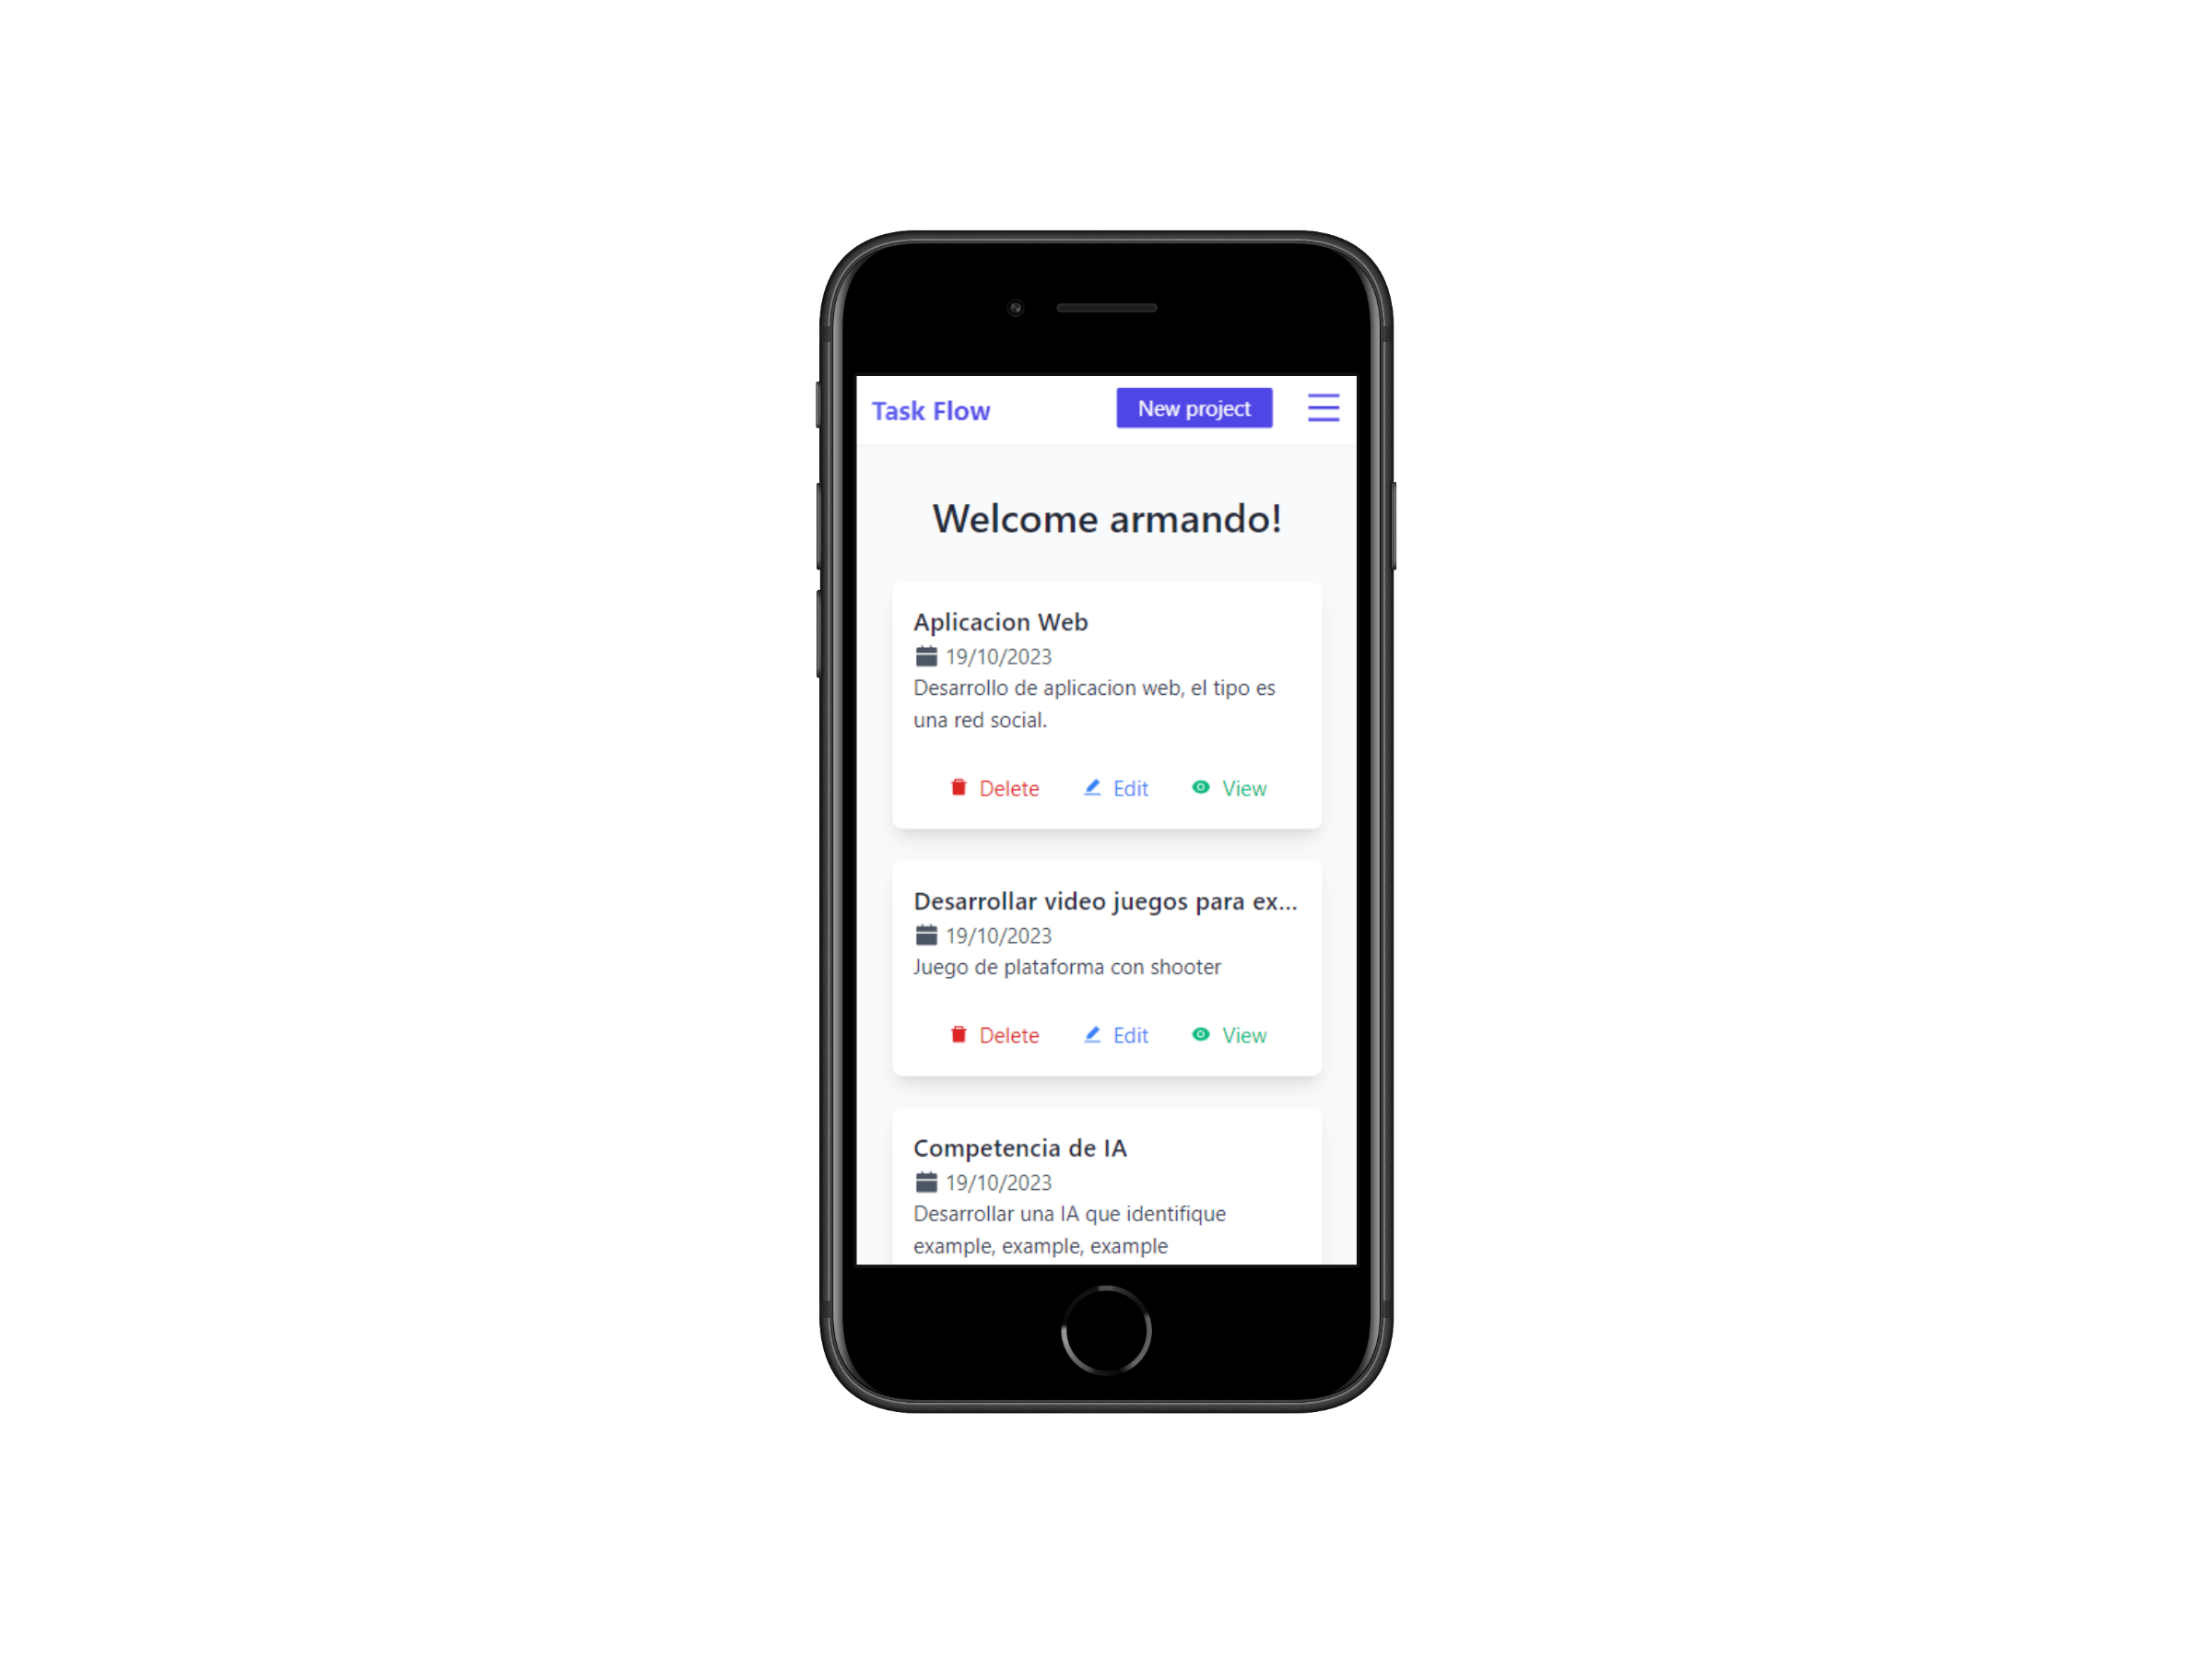 Task Flow
New project
Welcome armando!
Aplicacion Web
19/10/2023
Desarrollo de aplicacion web, el tipo es
una red social.
Delete
Edit
View
Desarrollar video juegos para ex...
19/10/2023
Juego de plataforma con shooter
Delete
Edit
View
Competencia de IA
19/10/2023
Desarrollar una IA que identifique
example, example, example